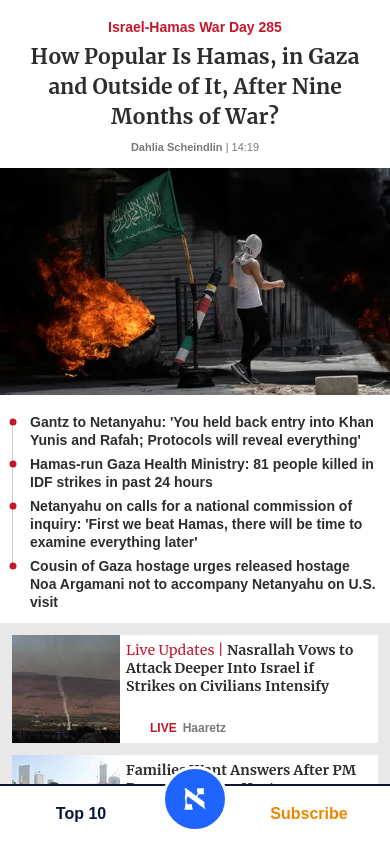 Israel-Hamas War Day 285
How Popular Is Hamas, in Gaza
and Outside of It, After Nine
Months of War?
Dahlia Scheindlin | 14:19
Gantz to Netanyahu: 'You held back entry into Khan
Yunis and Rafah; Protocols will reveal everything'
Hamas-run Gaza Health Ministry: 81 people killed in
IDF strikes in past 24 hours
Netanyahu on calls for a national commission of
inquiry: 'First we beat Hamas, there will be time to
examine everything later'
Cousin of Gaza hostage urges released hostage
Noa Argamani not to accompany Netanyahu on U.S.
visit
Live Updates | Nasrallah Vows to
Attack Deeper Into Israel if
Strikes on Civilians Intensify
LIVE Haaretz
Families Want Answers After PM
Top 10
Subscribe